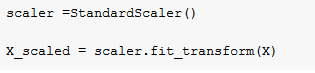 scaler =StandardScaler()
X_scaled = scaler.fit_transform(X)